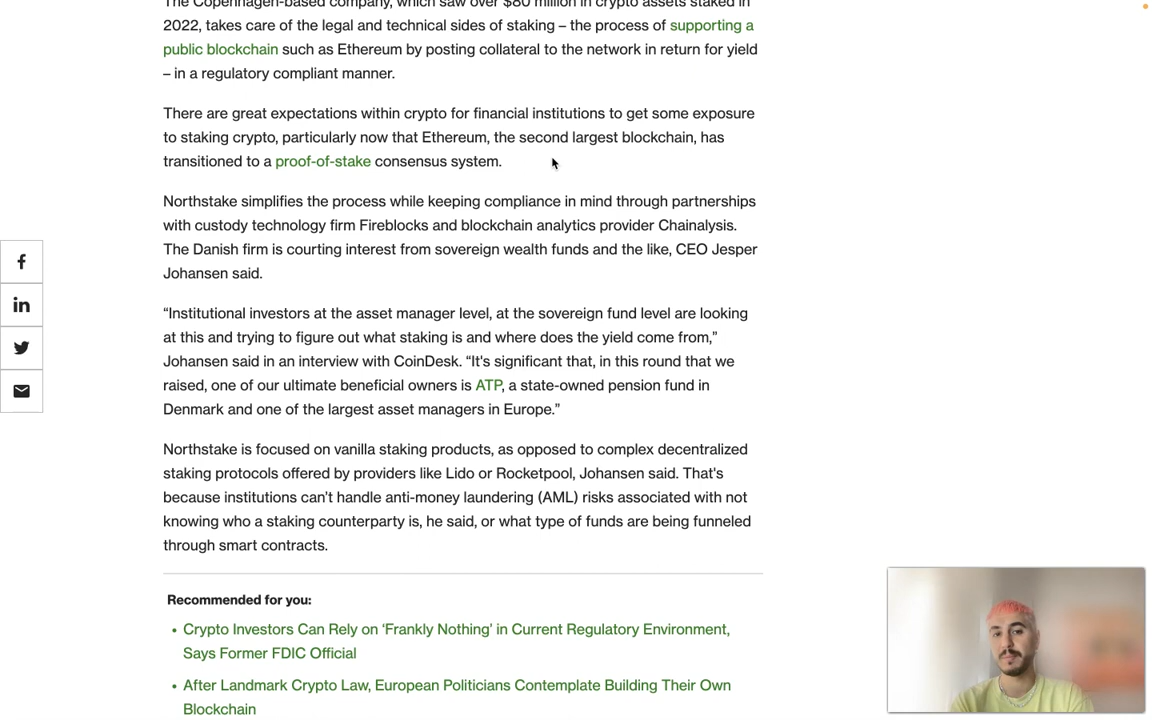 The Copenhagen-based company, which saw over $80 million in crypto assets staked in
2022, takes care of the legal and technical sides of staking – the process of supporting a
public blockchain such as Ethereum by posting collateral to the network in return for yield
– in a regulatory compliant manner.
There are great expectations within crypto for financial institutions to get some exposure
to staking crypto, particularly now that Ethereum, the second largest blockchain, has
transitioned to a proof-of-stake consensus system.
Northstake simplifies the process while keeping compliance in mind through partnerships
with custody technology firm Fireblocks and blockchain analytics provider Chainalysis.
The Danish firm is courting interest from sovereign wealth funds and the like, CEO Jesper
Johansen said.
“Institutional investors at the asset manager level, at the sovereign fund level are looking
at this and trying to figure out what staking is and where does the yield come from,”
Johansen said in an interview with CoinDesk. “It's significant that, in this round that we
raised, one of our ultimate beneficial owners is ATP, a state-owned pension fund in
Denmark and one of the largest asset managers in Europe.”
Northstake is focused on vanilla staking products, as opposed to complex decentralized
staking protocols offered by providers like Lido or Rocketpool, Johansen said. That's
because institutions can’t handle anti-money laundering (AML) risks associated with not
knowing who a staking counterparty is, he said, or what type of funds are being funneled
through smart contracts.
Recommended for you:
• Crypto Investors Can Rely on ‘Frankly Nothing’ in Current Regulatory Environment,
Says Former FDIC Official
• After Landmark Crypto Law, European Politicians Contemplate Building Their Own
Blockchain